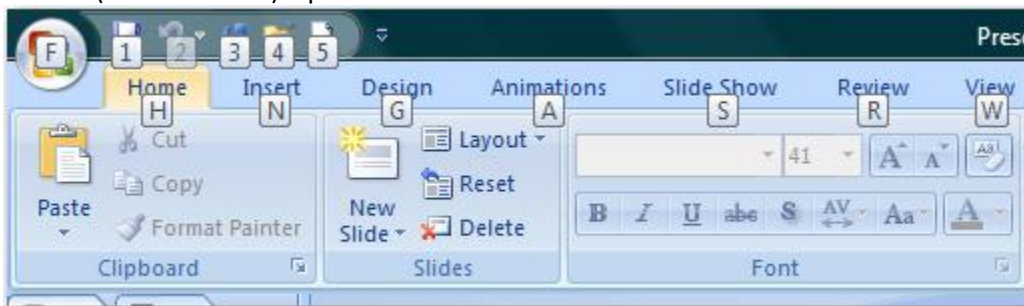 F 1 2 3 4 5
Prese
Home Insert Design Animations Slide Show Review View
H N G A S R W
Cut
Copy
Format Painter
Paste
Clipboard
Layout
Reset
Delete
New
Slide
Slides
41 A A Aa
B I U abe S AV Aa A
Font